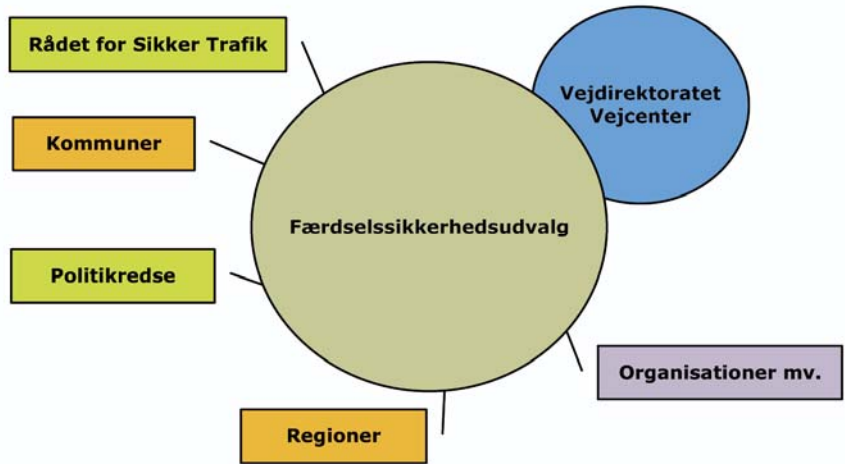 Rådet for Sikker Trafik
Vejdirektoratet
Vejcenter
Kommuner
Færdselssikkerhedsudvalg
Politikredse
Organisationer mv.
Regioner